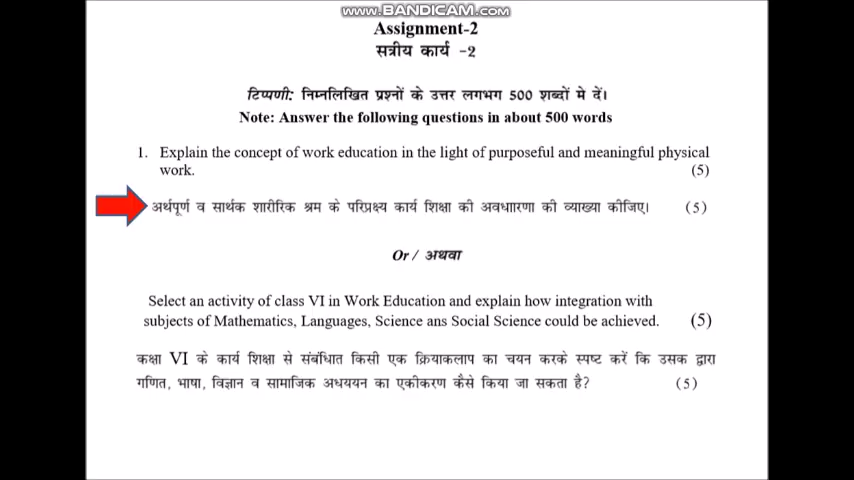 www.BANDICAM.com
Assignment-2
सत्रीय कार्य -2
टिप्पणी: निम्नलिखित प्रश्नों के उत्तर लगभग 500 शब्दों मे दें।
Note: Answer the following questions in about 500 words
1. Explain the concept of work education in the light of purposeful and meaningful physical
work. (5)
अर्थपूर्ण व सार्थक शारीरिक श्रम के परिप्रक्ष्य कार्य शिक्षा की अवधाारणा की व्याख्या कीजिए। (5)
Or / अथवा
Select an activity of class VI in Work Education and explain how integration with
subjects of Mathematics, Languages, Science ans Social Science could be achieved. (5)
कक्षा VI के कार्य शिक्षा से संबंधित किसी एक क्रियाकलाप का चयन करके स्पष्ट करें कि उसक द्वारा
गणित, भाषा, विज्ञान व सामाजिक अधययन का एकीकरण कैसे किया जा सकता है? (5)